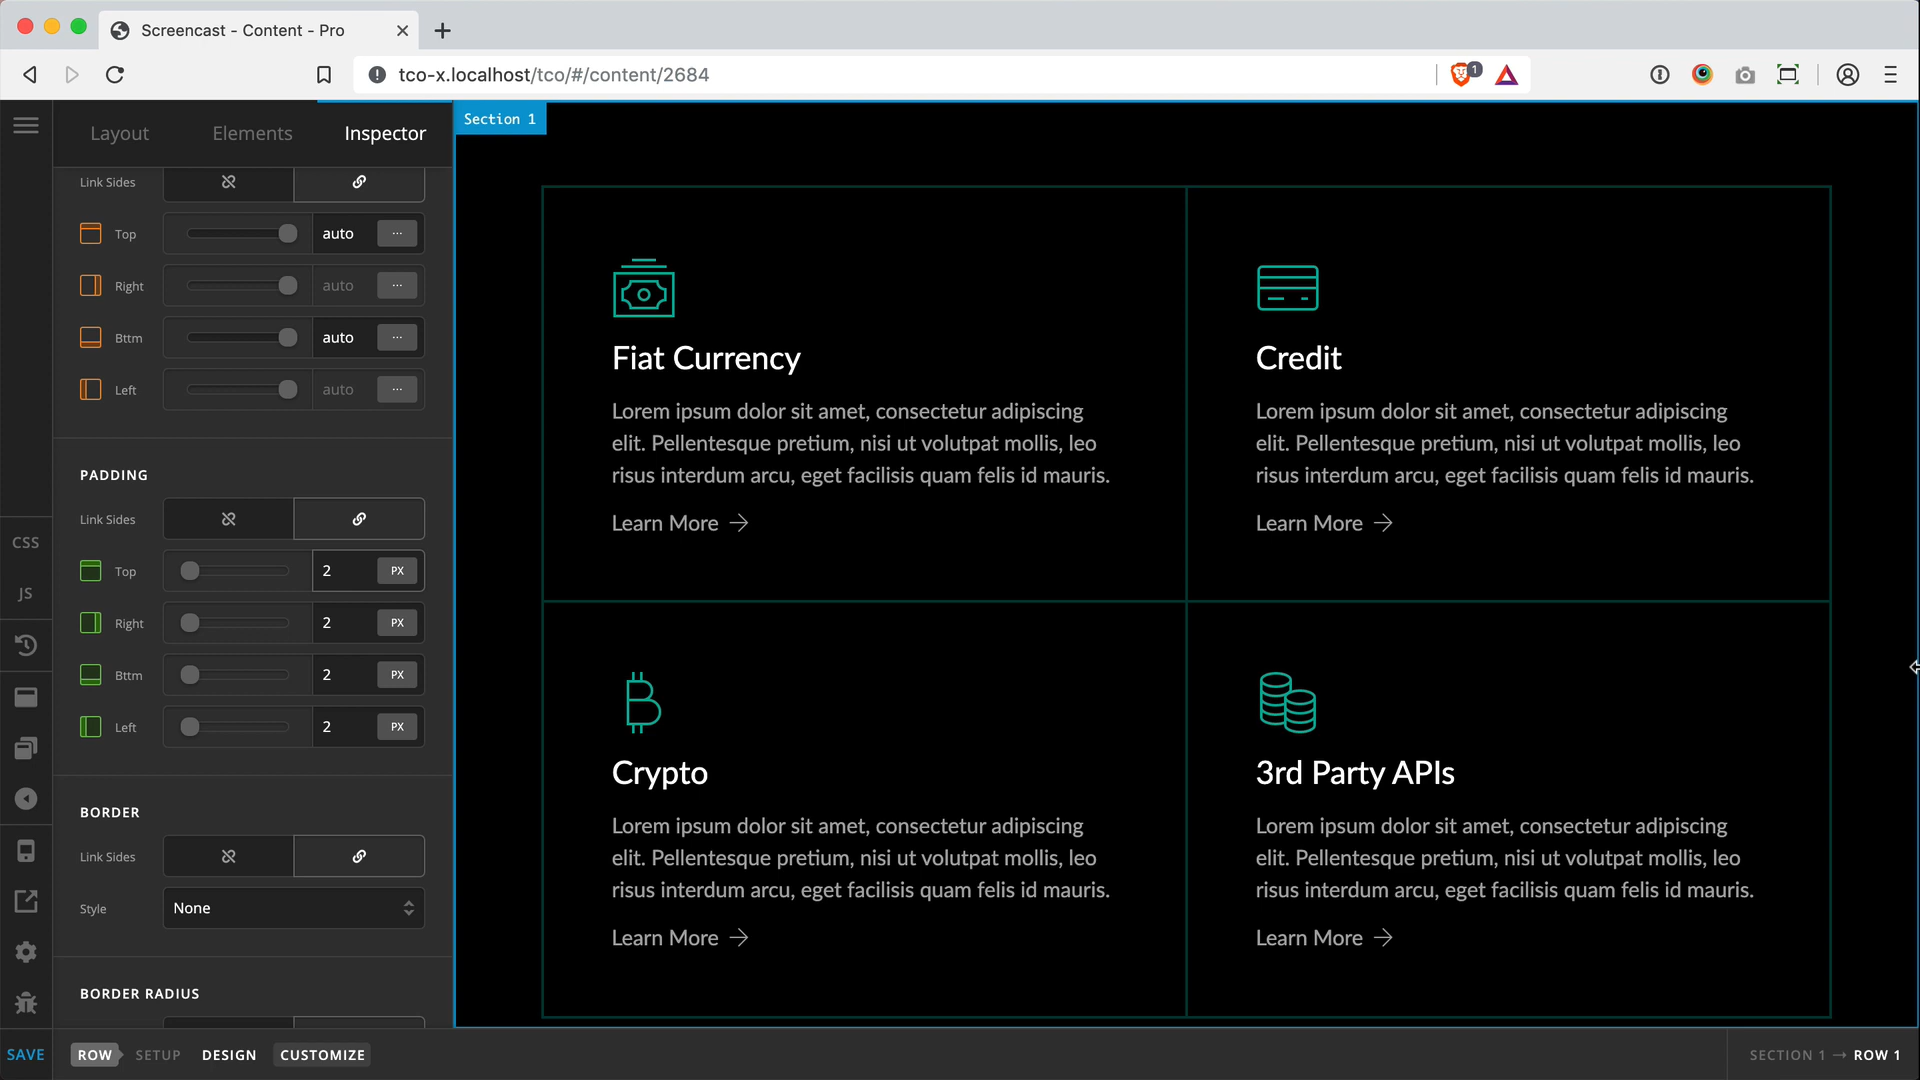 Screencast - Content - Pro
tco-x.localhost/tco/#/content/2684
1
Layout
Elements
Inspector
Link Sides
Top
auto
...
Right
auto
...
Bttm
auto
...
Left
auto
...
PADDING
Link Sides
Top
2
PX
Right
2
PX
Bttm
2
PX
Left
2
PX
BORDER
Link Sides
Style
None
BORDER RADIUS
CSS
JS
Section 1
Fiat Currency
Lorem ipsum dolor sit amet, consectetur adipiscing
elit. Pellentesque pretium, nisi ut volutpat mollis, leo
risus interdum arcu, eget facilisis quam felis id mauris.
Learn More →
Credit
Lorem ipsum dolor sit amet, consectetur adipiscing
elit. Pellentesque pretium, nisi ut volutpat mollis, leo
risus interdum arcu, eget facilisis quam felis id mauris.
Learn More →
Crypto
Lorem ipsum dolor sit amet, consectetur adipiscing
elit. Pellentesque pretium, nisi ut volutpat mollis, leo
risus interdum arcu, eget facilisis quam felis id mauris.
Learn More →
3rd Party APIs
Lorem ipsum dolor sit amet, consectetur adipiscing
elit. Pellentesque pretium, nisi ut volutpat mollis, leo
risus interdum arcu, eget facilisis quam felis id mauris.
Learn More →
SAVE
ROW
SETUP
DESIGN
CUSTOMIZE
SECTION 1 → ROW 1